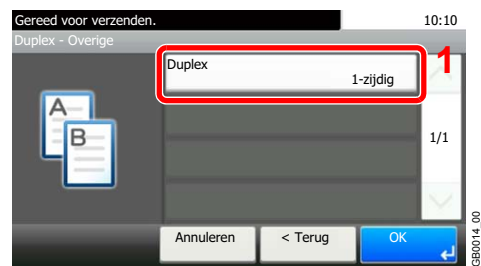 Gereed voor verzenden.
10:10
Duplex - Overige
Duplex
1-zijdig
1
A
B
1/1
Annuleren
< Terug
OK
GB0014_00